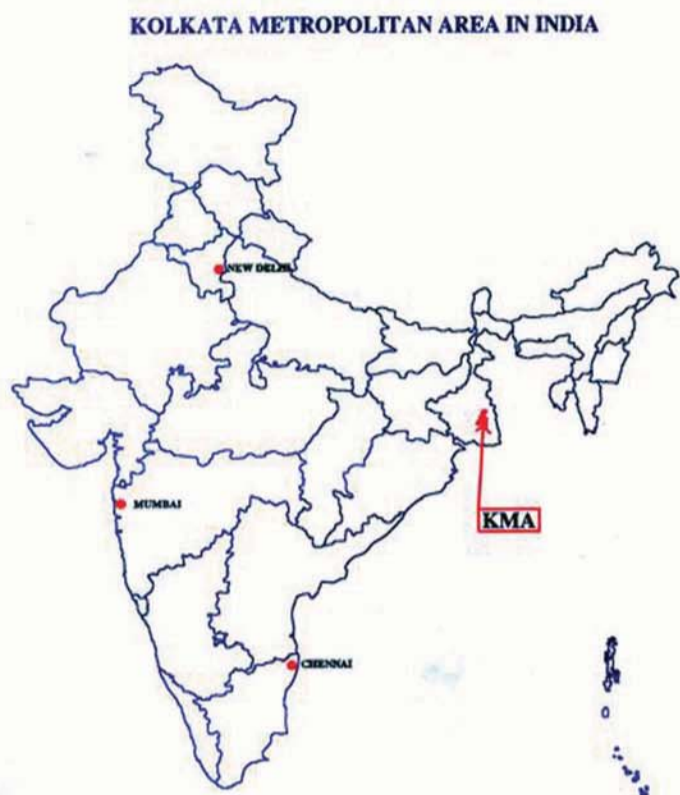 KOLKATA METROPOLITAN AREA IN INDIA
NEW DELHI
KMA
MUMBAI
CHENNAI